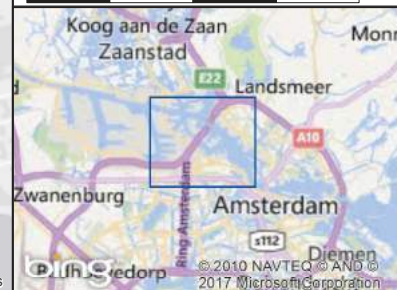 Koog aan de Zaan
Zaanstad
Monn
E22
Landsmeer
A10
Zwanenburg
Ring Amsterdam
Amsterdam
s112
Diemen
bing
© 2010 NAVTEQ © AND ©
2017 Microsoft Corporation
s